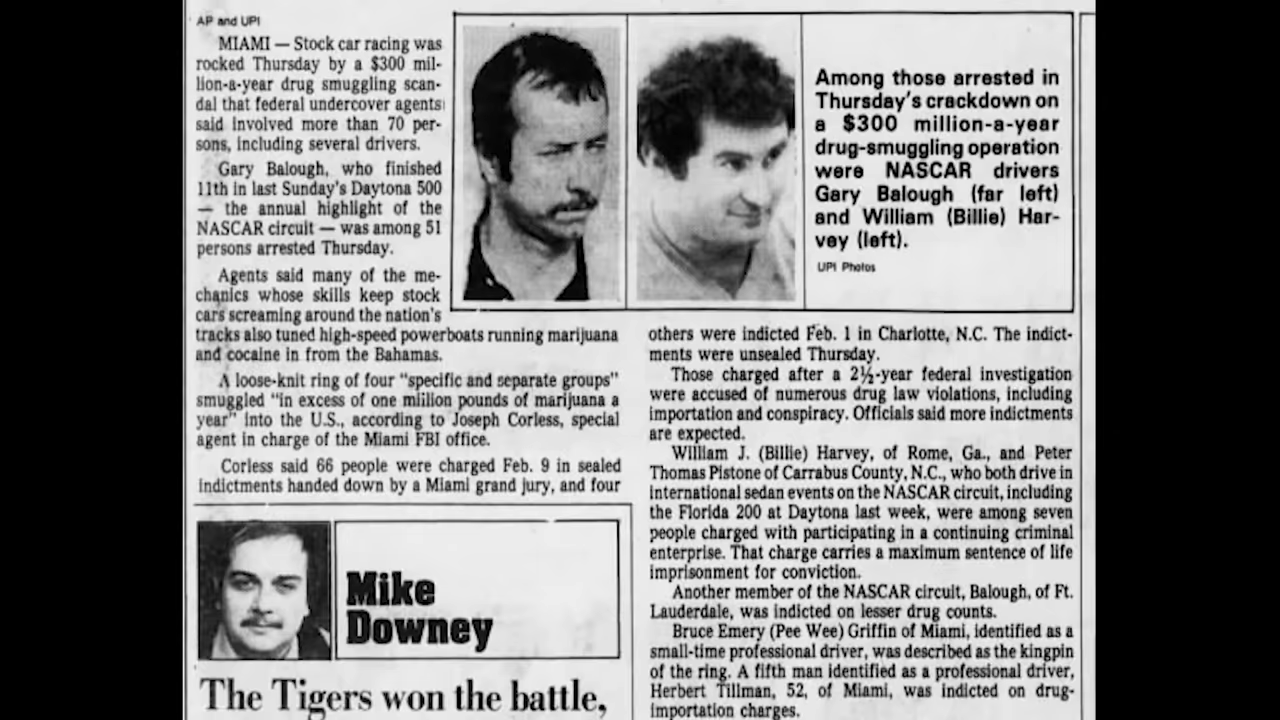 AP and UPI
MIAMI — Stock car racing was
rocked Thursday by a $300 mil-
lion-a-year drug smuggling scan-
dal that federal undercover agents
said involved more than 70 per-
sons, including several drivers.
Gary Balough, who finished
11th in last Sunday's Daytona 500
— the annual highlight of the
NASCAR circuit — was among 51
persons arrested Thursday.
Agents said many of the me-
chanics whose skills keep stock
cars screaming around the nation's
tracks also tuned high-speed powerboats running marijuana
and cocaine in from the Bahamas.
A loose-knit ring of four "specific and separate groups"
smuggled "in excess of one million pounds of marijuana a
year" into the U.S., according to Joseph Corless, special
agent in charge of the Miami FBI office.
Corless said 66 people were charged Feb. 9 in sealed
indictments handed down by a Miami grand jury, and four
Among those arrested in
Thursday's crackdown on
a $300 million-a-year
drug-smuggling operation
were NASCAR drivers
Gary Balough (far left)
and William (Billie) Har-
vey (left).
UPI Photos
others were indicted Feb. 1 in Charlotte, N.C. The indict-
ments were unsealed Thursday.
Those charged after a 2½-year federal investigation
were accused of numerous drug law violations, including
importation and conspiracy. Officials said more indictments
are expected.
William J. (Billie) Harvey, of Rome, Ga., and Peter
Thomas Pistone of Carrabus County, N.C., who both drive in
international sedan events on the NASCAR circuit, including
the Florida 200 at Daytona last week, were among seven
people charged with participating in a continuing criminal
enterprise. That charge carries a maximum sentence of life
imprisonment for conviction.
Another member of the NASCAR circuit, Balough, of Ft.
Lauderdale, was indicted on lesser drug counts.
Bruce Emery (Pee Wee) Griffin of Miami, identified as a
small-time professional driver, was described as the kingpin
of the ring. A fifth man identified as a professional driver,
Herbert Tillman, 52, of Miami, was indicted on drug-
importation charges.
Mike
Downey
The Tigers won the battle,